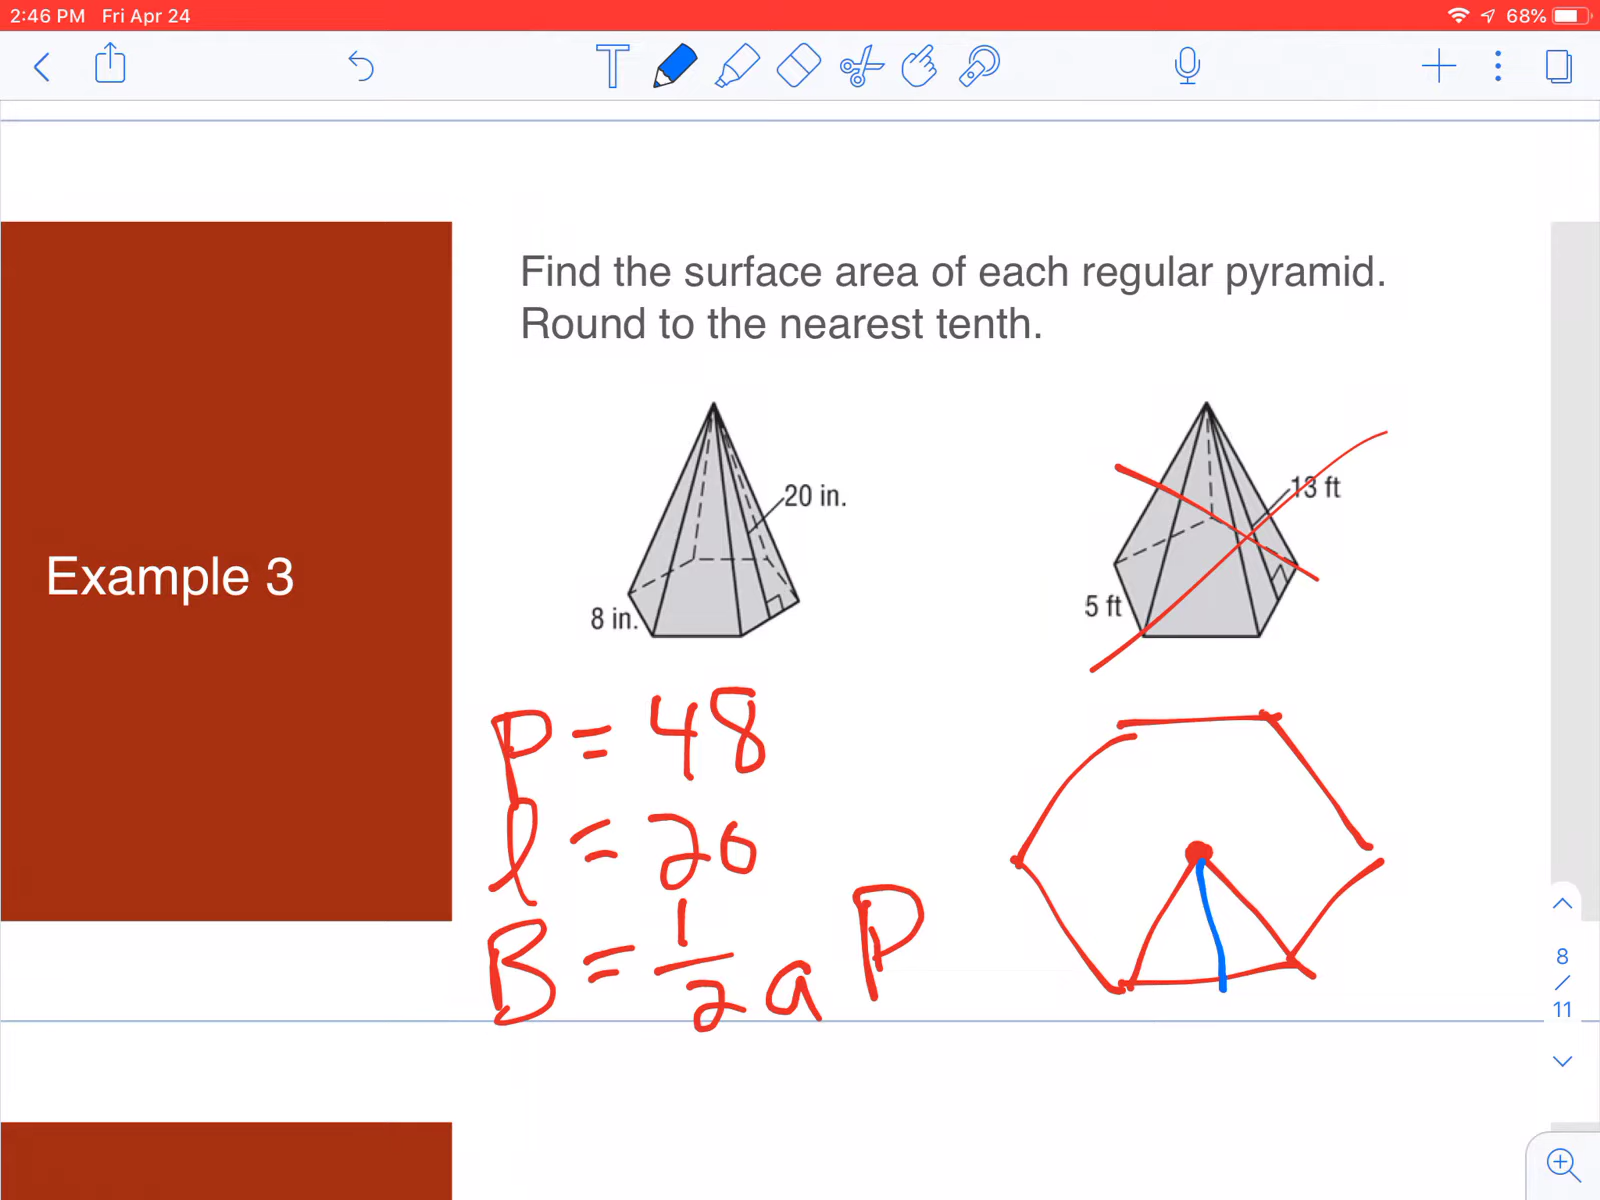 2:46 PM Fri Apr 24
68%
T
Find the surface area of each regular pyramid.
Round to the nearest tenth.
Example 3
20 in.
8 in.
13 ft
5 ft
P = 48
l = 20
B = 1/2 a P
8
/
11